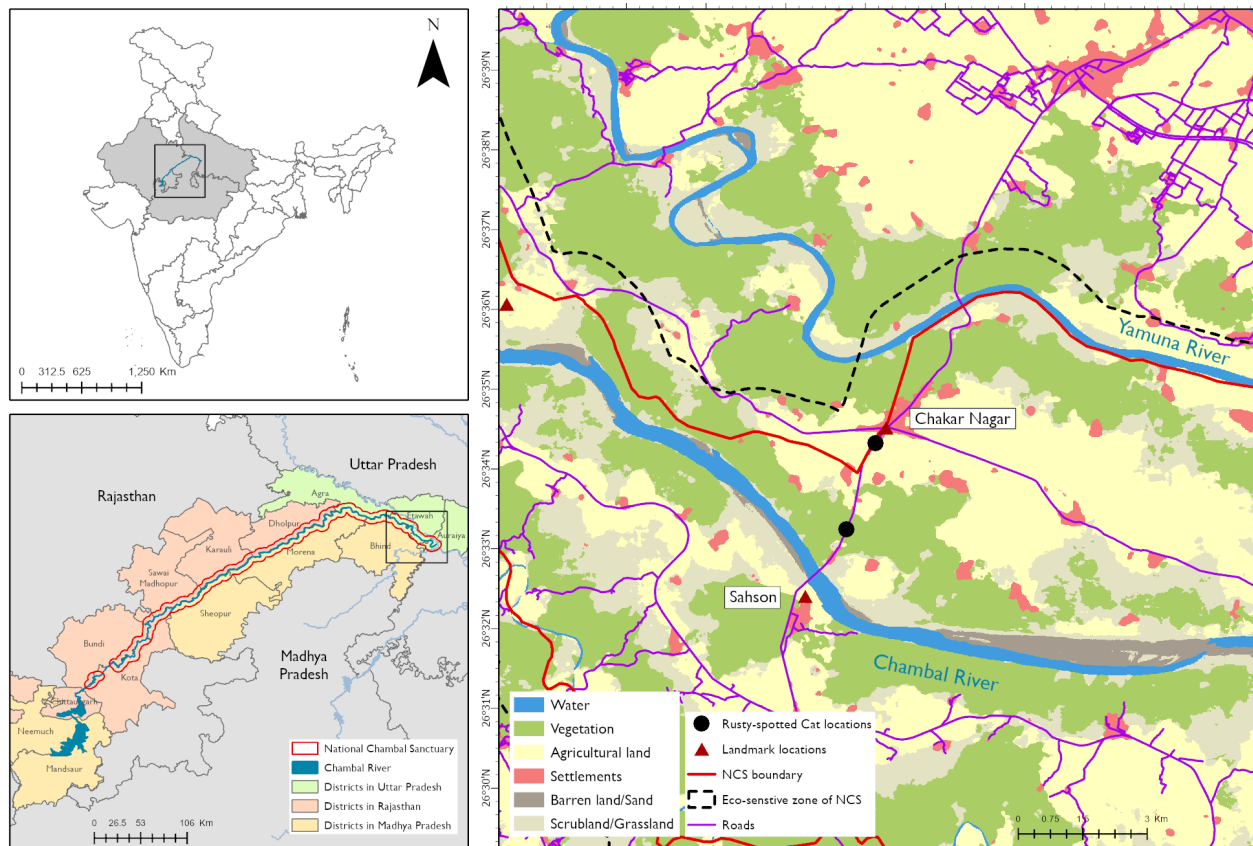 N
0 312.5 625 1,250 Km
Uttar Pradesh
Rajasthan
Agra
Etawah
Auraiya
Dholpur
Bhind
Morena
Karauli
Sawai
Madhopur
Sheopur
Bundi
Kota
Madhya
Pradesh
Chittaurgarh
Neemuch
Mandsaur
National Chambal Sanctuary
Chambal River
Districts in Uttar Pradesh
Districts in Rajasthan
Districts in Madhya Pradesh
0 26.5 53 106 Km
26°39'N
26°38'N
26°37'N
26°36'N
26°35'N
26°34'N
26°33'N
26°32'N
26°31'N
26°30'N
Yamuna River
Chakar Nagar
Sahson
Chambal River
Water
Vegetation
Agricultural land
Settlements
Barren land/Sand
Scrubland/Grassland
Rusty-spotted Cat locations
Landmark locations
NCS boundary
Eco-senstive zone of NCS
Roads
0 0.75 1.5 3 Km